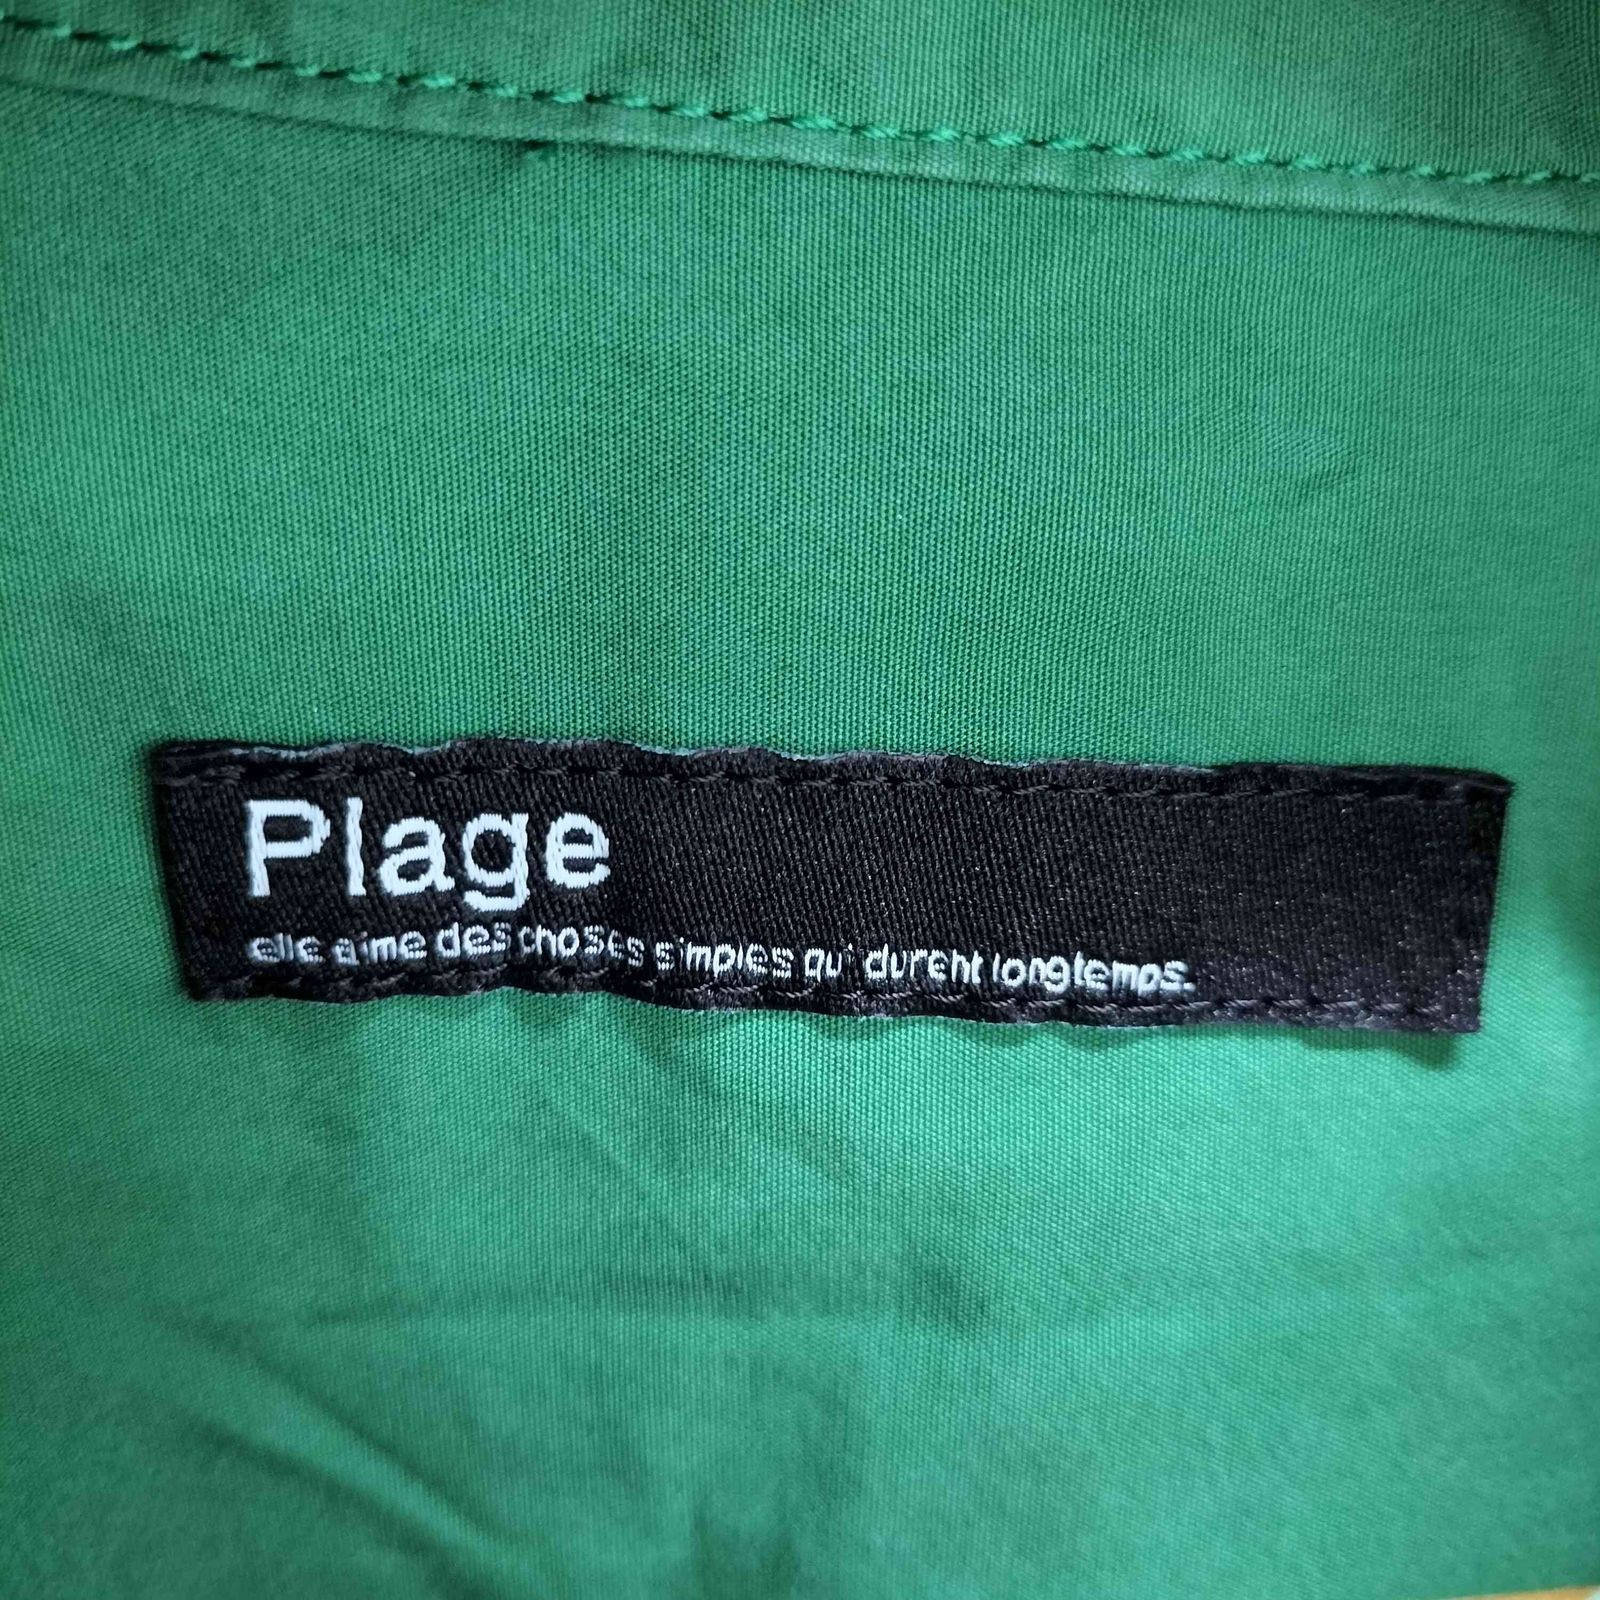 Plage
elle aime des choses simples qui durent longtemps.